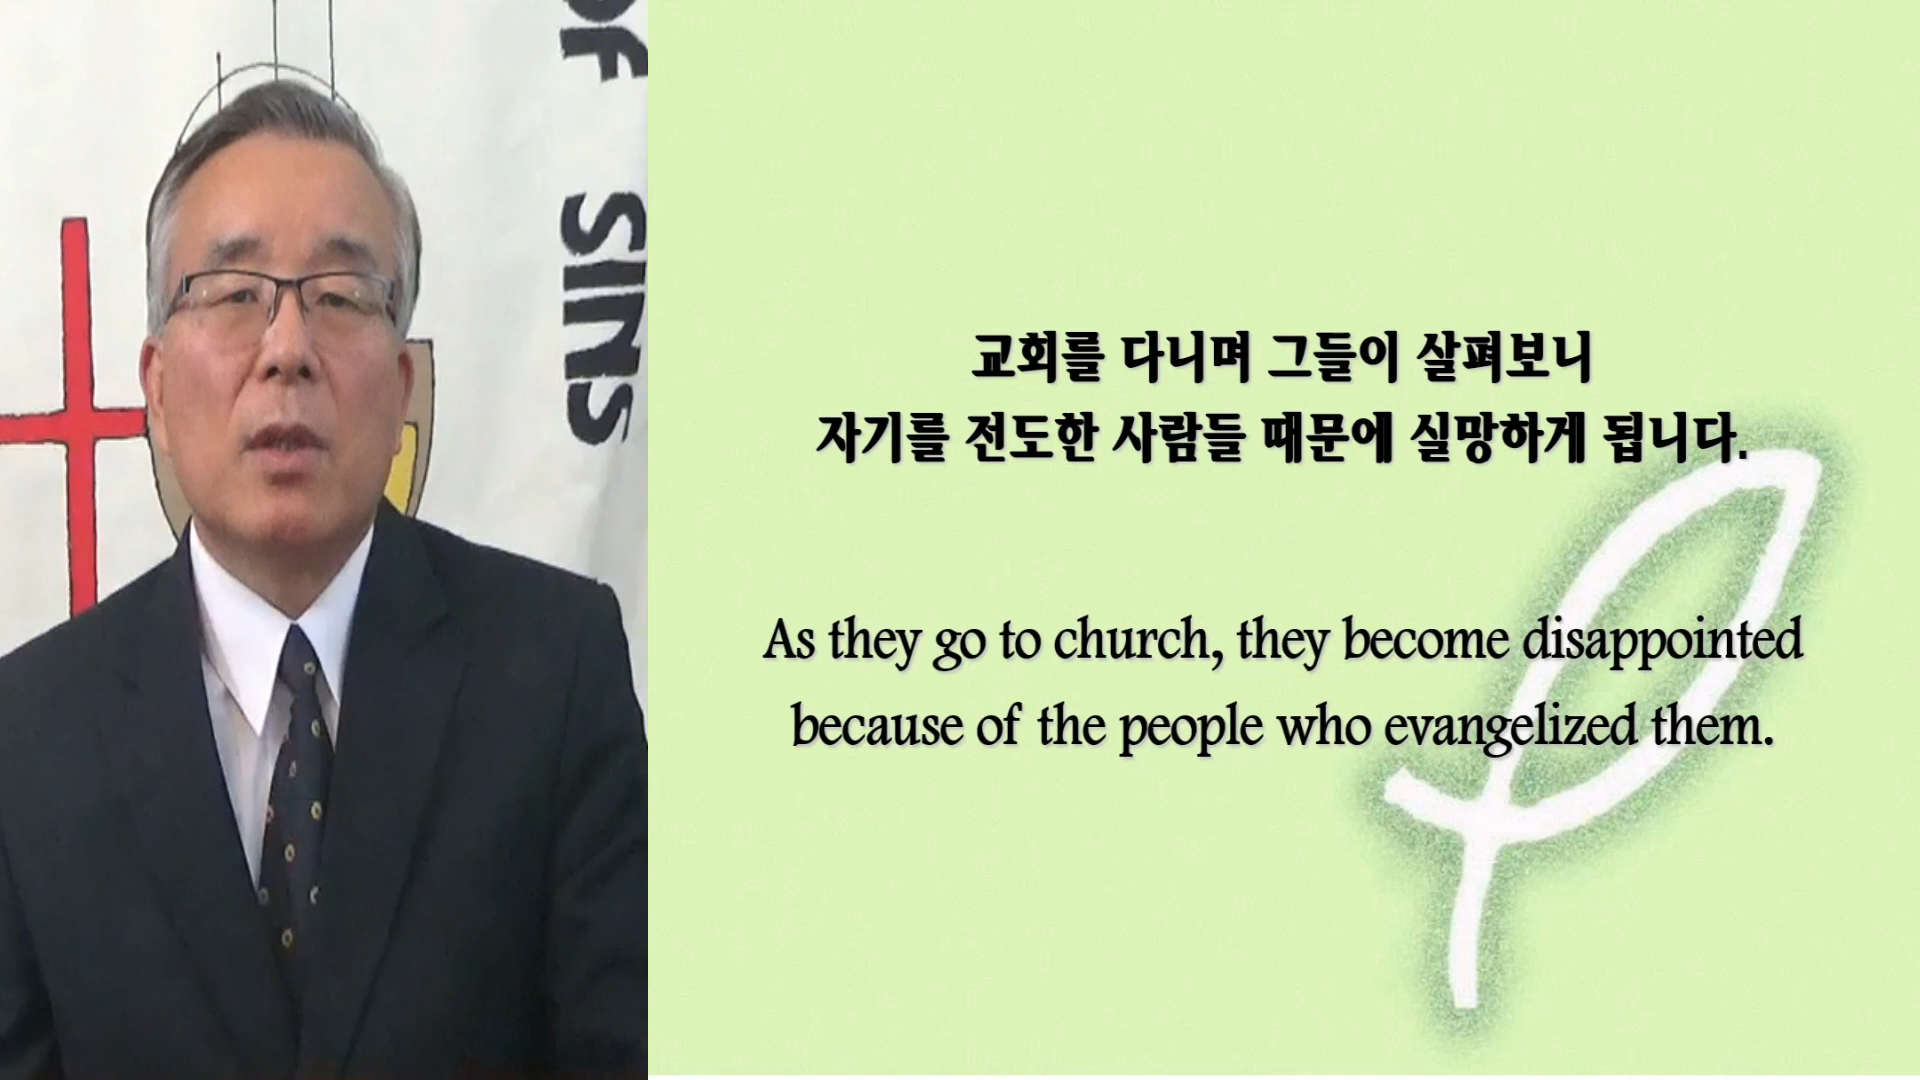 OF SINS
교회를 다니며 그들이 살펴보니
자기를 전도한 사람들 때문에 실망하게 됩니다.
As they go to church, they become disappointed
because of the people who evangelized them.